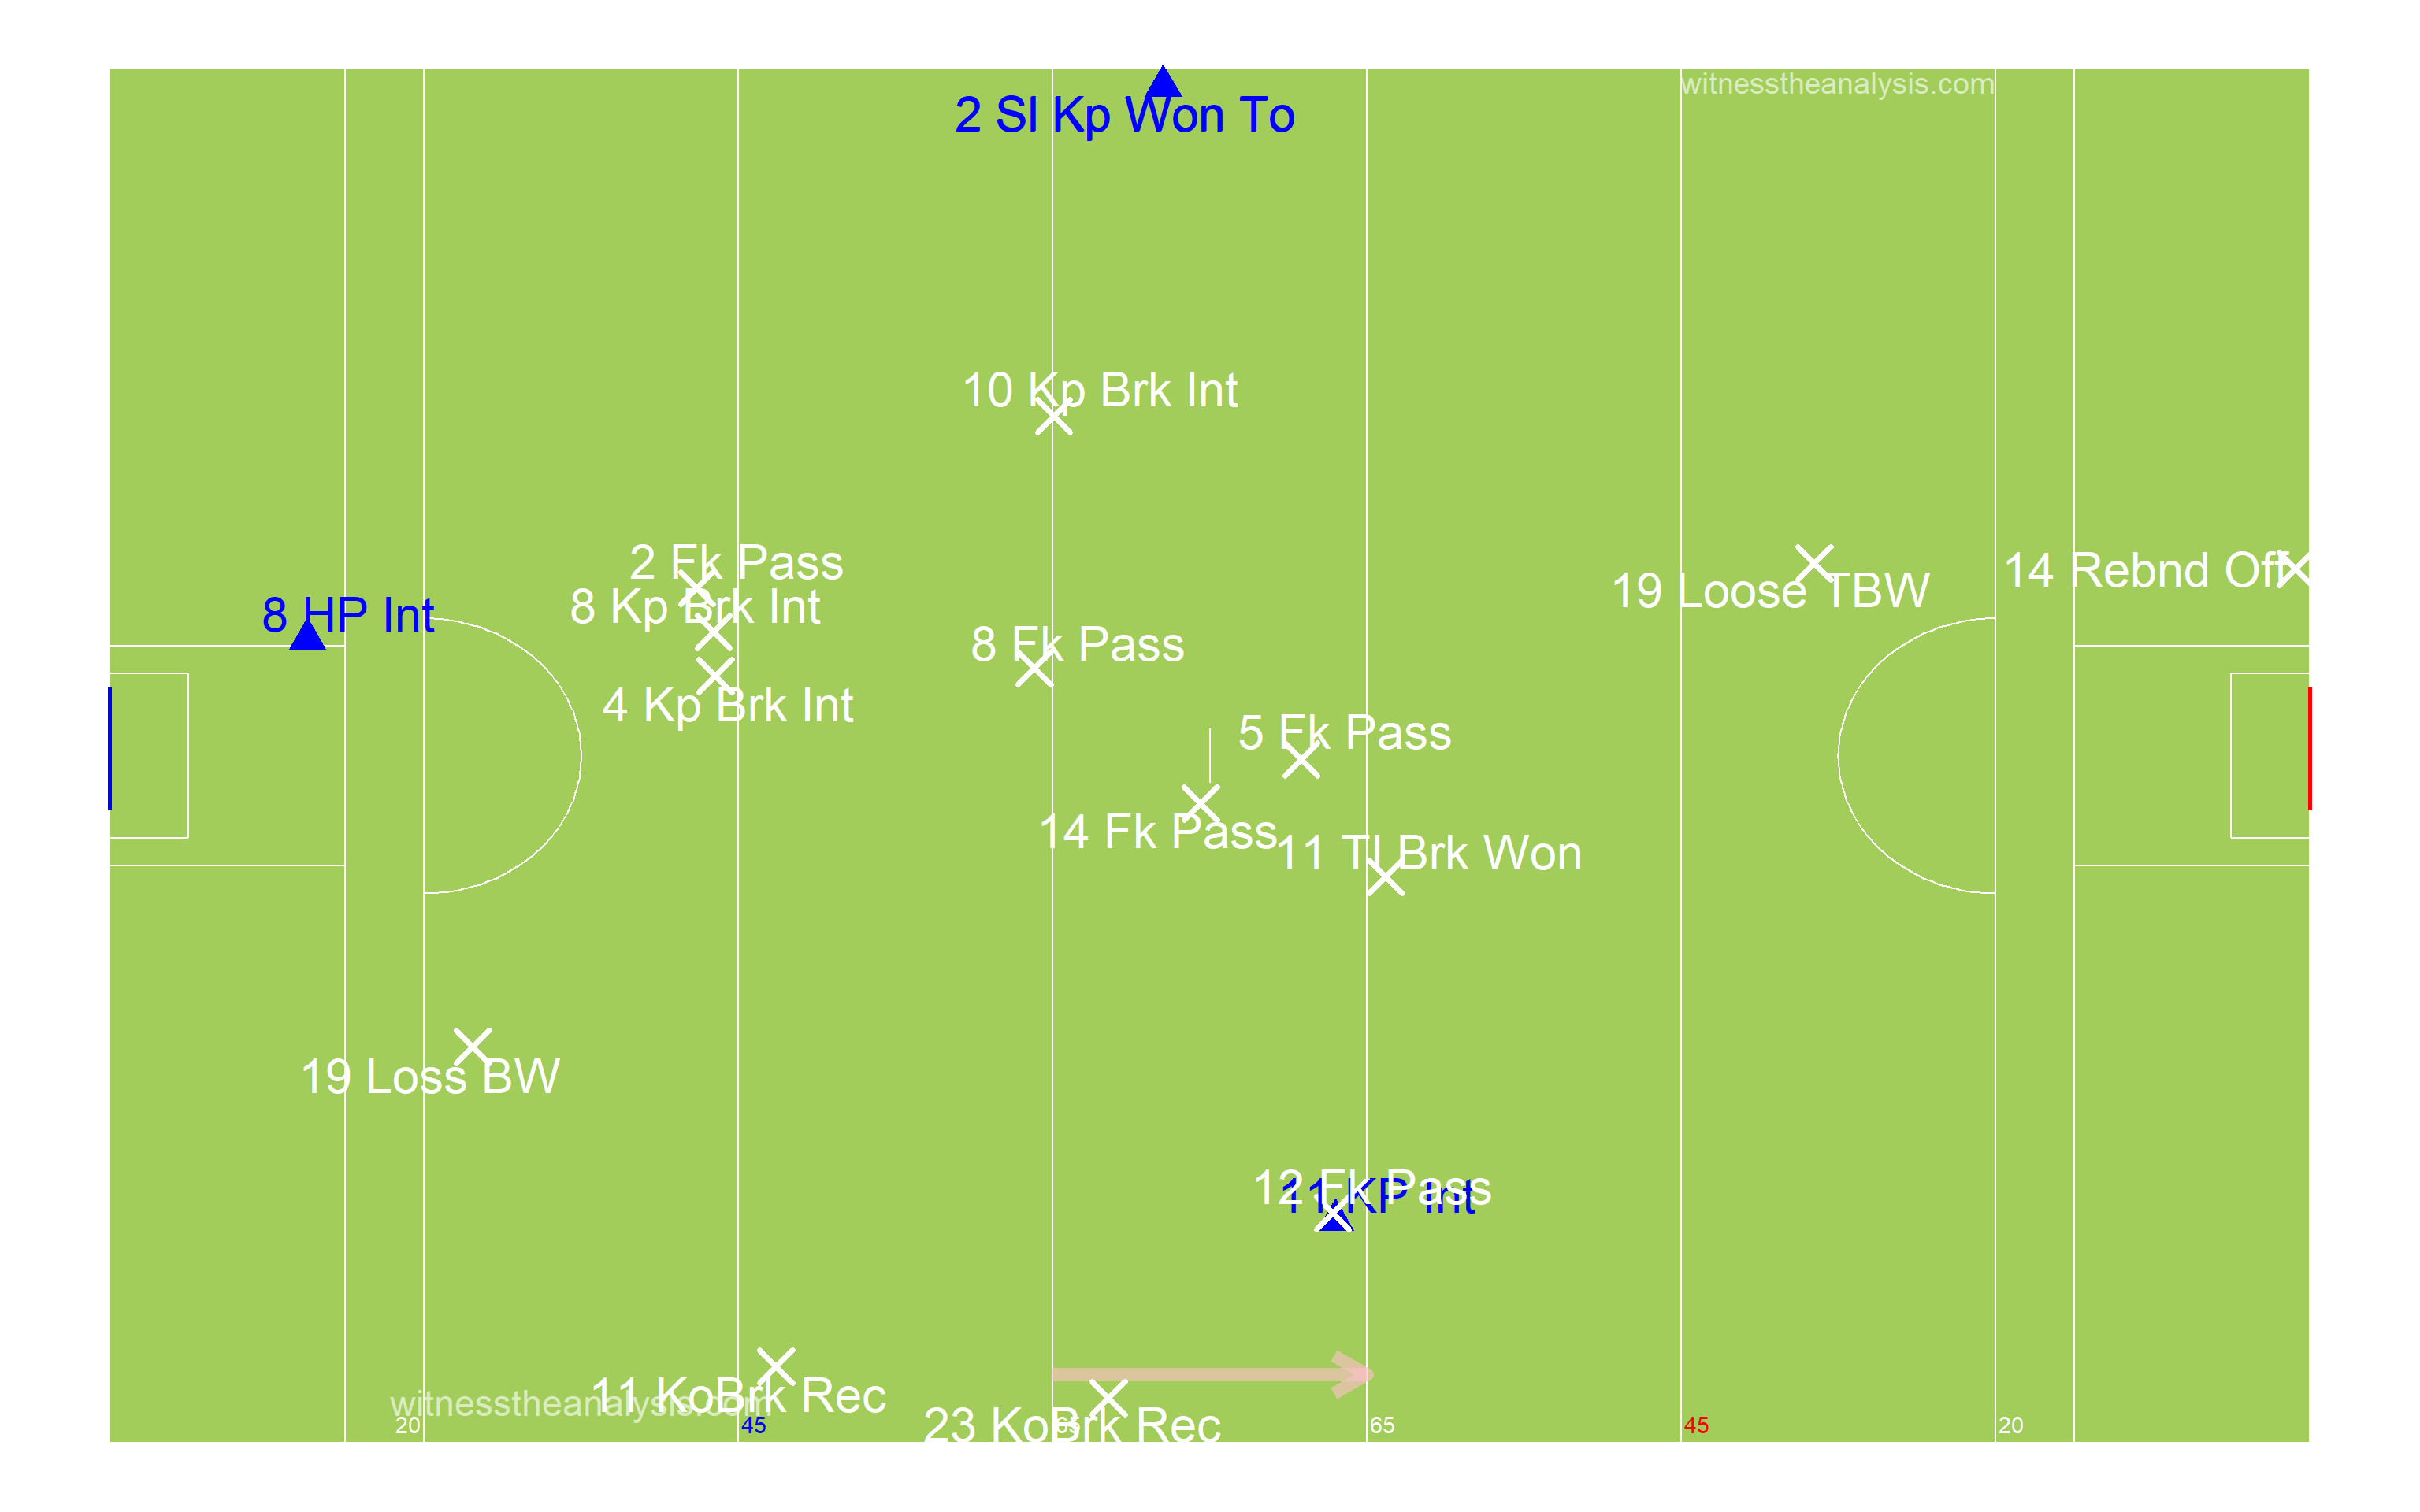 witnesstheanalysis.com
2 Sl Kp Won To
10 Kp Brk Int
2 Fk Pass
19 Loose TBW
14 Rebnd Off
8 HP Int
8 Kp Brk Int
8 Fk Pass
4 Kp Brk Int
5 Fk Pass
14 Fk Pass
11 TI Brk Won
19 Loss BW
12 Fk Pass
11 KP Int
11 KoBrk Rec
witnesstheanalysis.com
23 KoBrk Rec
20
45
65
65
45
20